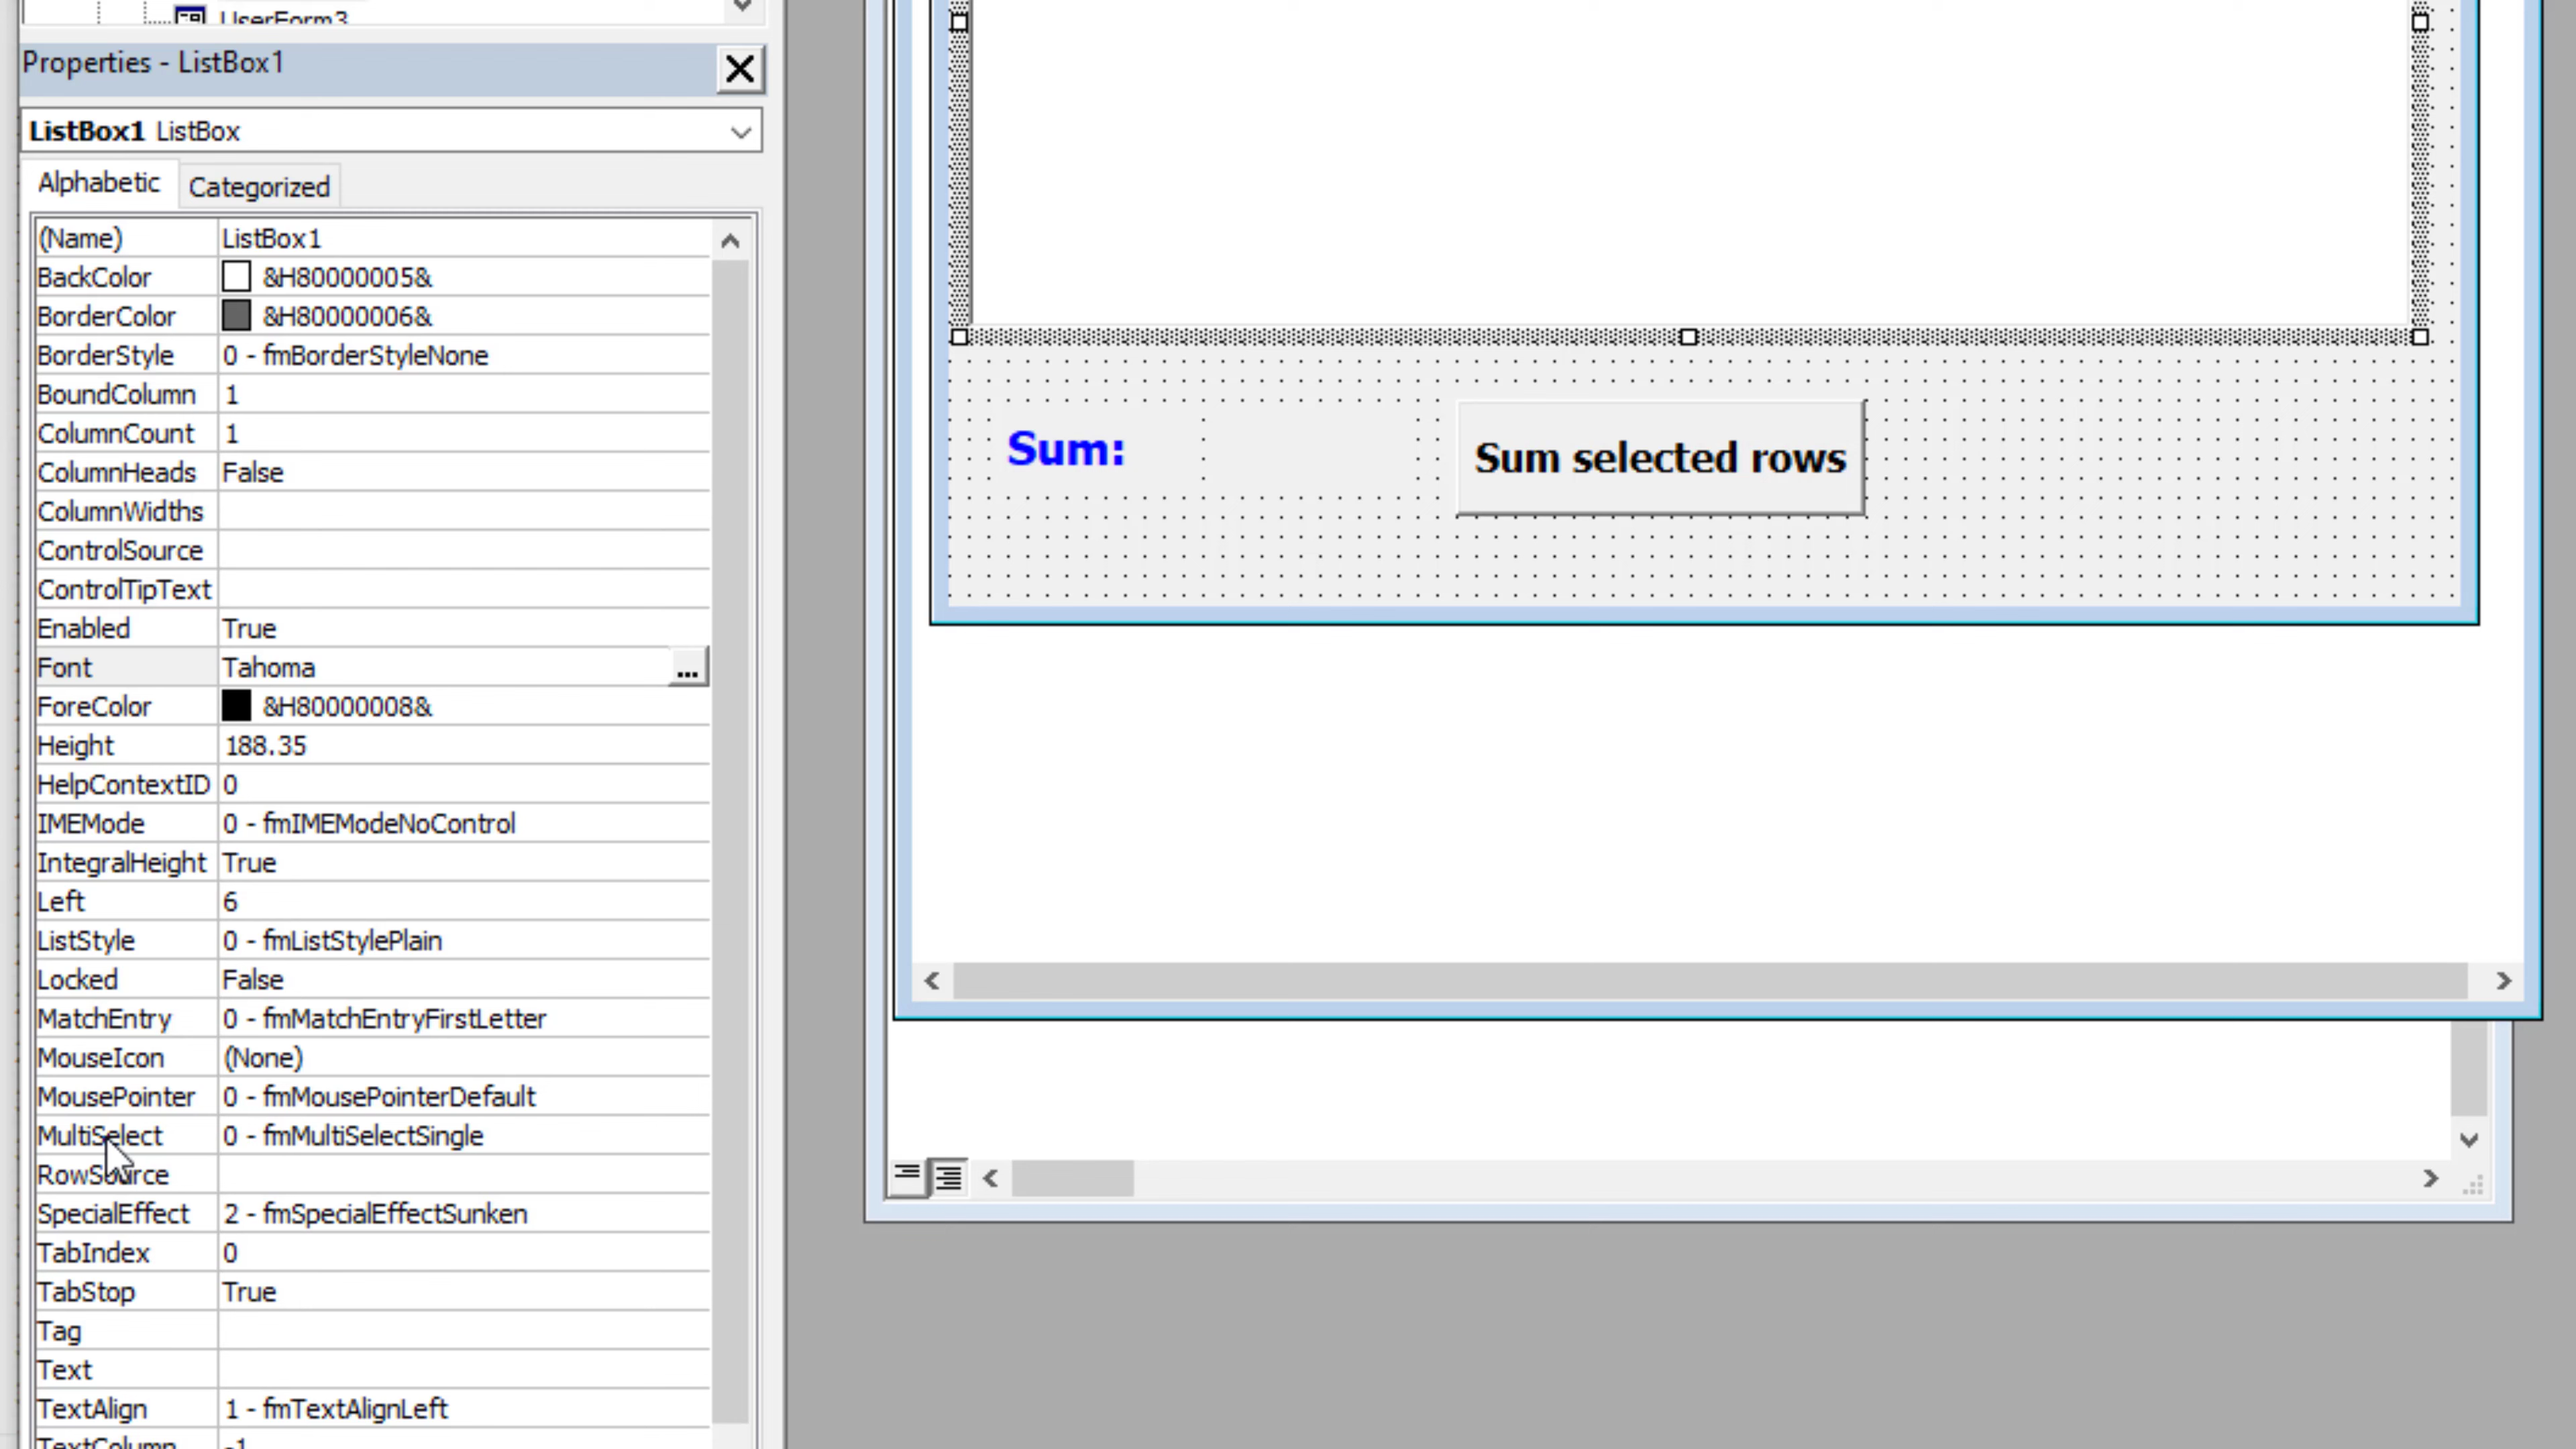 UserForm3
Properties - ListBox1
ListBox1 ListBox
Alphabetic Categorized
(Name) ListBox1
BackColor &H80000005&
BorderColor &H80000006&
BorderStyle 0 - fmBorderStyleNone
BoundColumn 1
ColumnCount 1
ColumnHeads False
ColumnWidths
ControlSource
ControlTipText
Enabled True
Font Tahoma ...
ForeColor &H80000008&
Height 188.35
HelpContextID 0
IMEMode 0 - fmIMEModeNoControl
IntegralHeight True
Left 6
ListStyle 0 - fmListStylePlain
Locked False
MatchEntry 0 - fmMatchEntryFirstLetter
MouseIcon (None)
MousePointer 0 - fmMousePointerDefault
MultiSelect 0 - fmMultiSelectSingle
RowSource
SpecialEffect 2 - fmSpecialEffectSunken
TabIndex 0
TabStop True
Tag
Text
TextAlign 1 - fmTextAlignLeft
TextColumn -1
Sum:
Sum selected rows